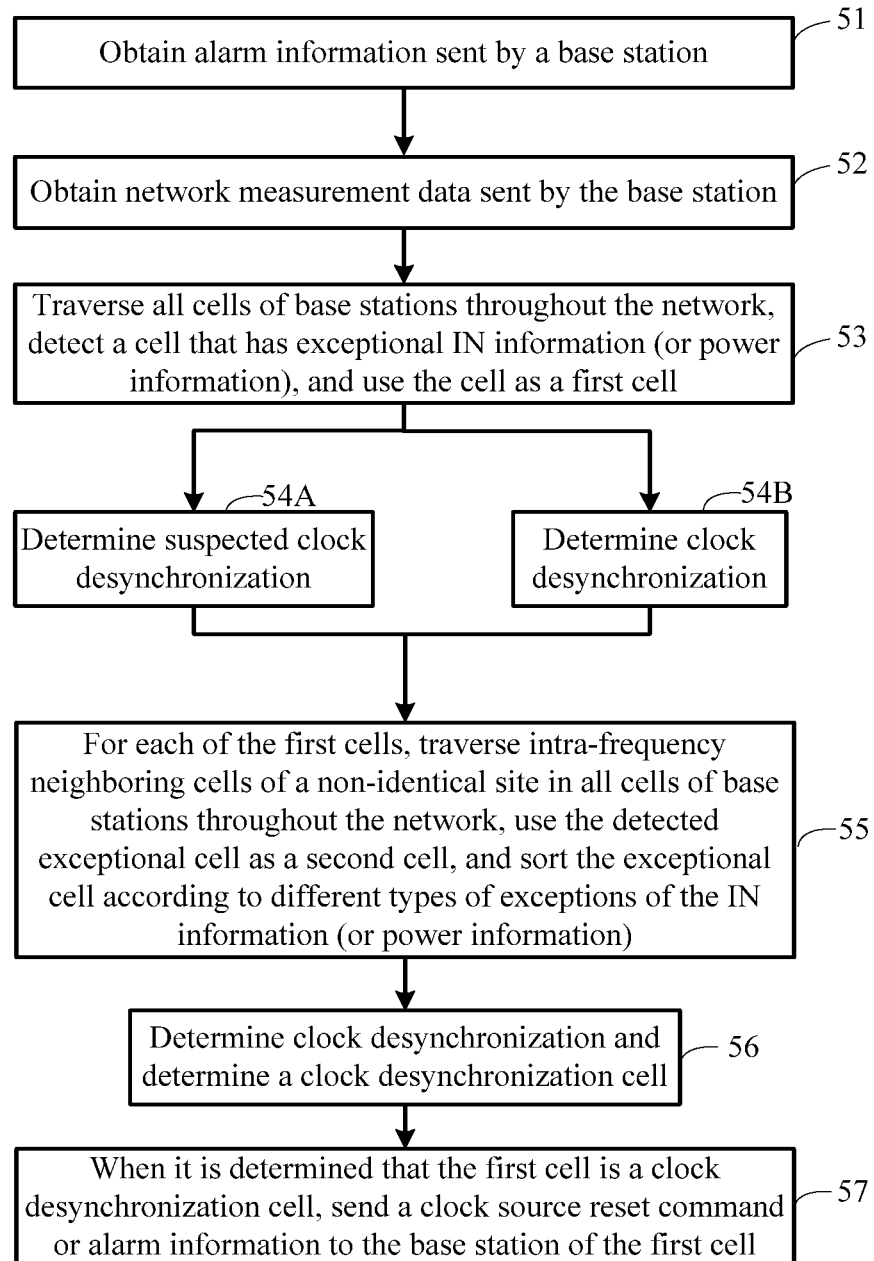 51
Obtain alarm information sent by a base station
52
Obtain network measurement data sent by the base station
Traverse all cells of base stations throughout the network,
detect a cell that has exceptional IN information (or power
information), and use the cell as a first cell
53
54A
Determine suspected clock
desynchronization
54B
Determine clock
desynchronization
For each of the first cells, traverse intra-frequency
neighboring cells of a non-identical site in all cells of base
stations throughout the network, use the detected
exceptional cell as a second cell, and sort the exceptional
cell according to different types of exceptions of the IN
information (or power information)
55
Determine clock desynchronization and
determine a clock desynchronization cell
56
When it is determined that the first cell is a clock
desynchronization cell, send a clock source reset command
or alarm information to the base station of the first cell
57